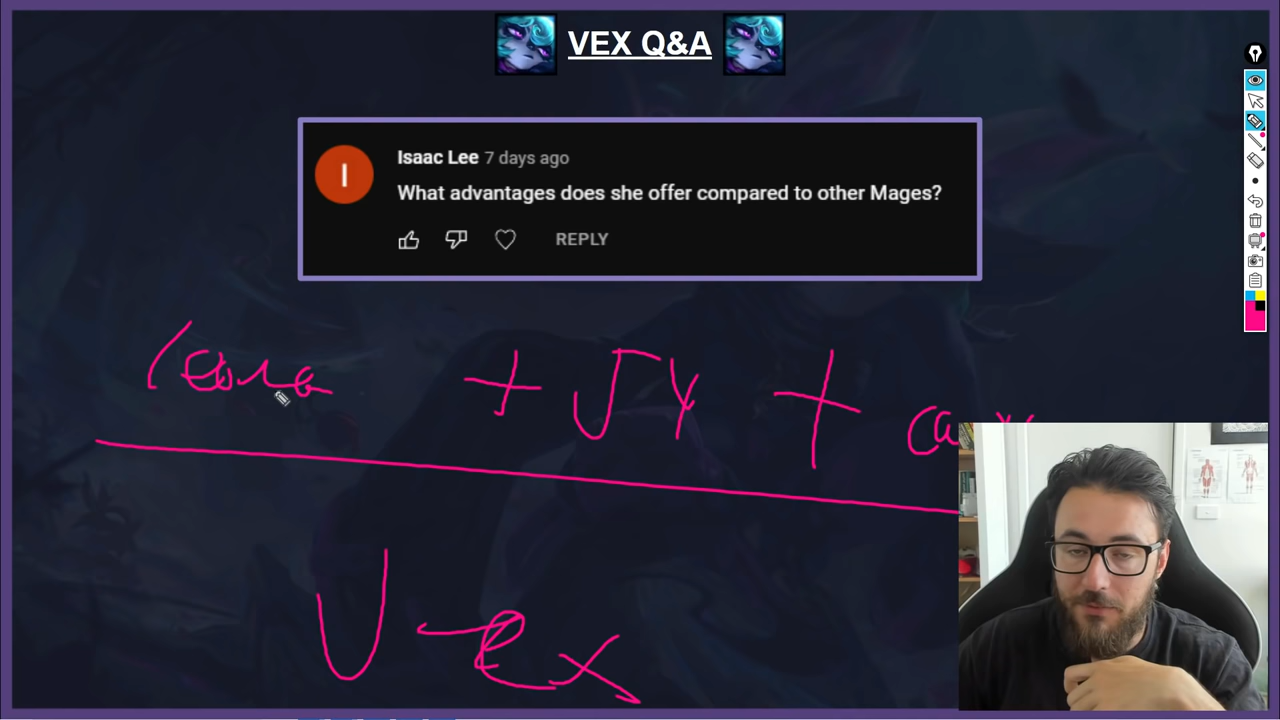 VEX Q&A
Isaac Lee 7 days ago
I
What advantages does she offer compared to other Mages?
REPLY
+ +
Vex